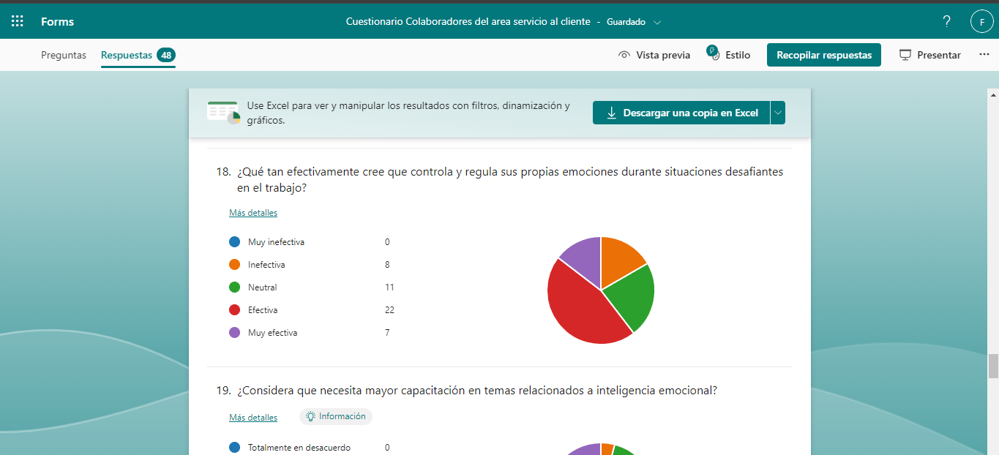 Forms
Cuestionario Colaboradores del area servicio al cliente - Guardado
?
F
Preguntas
Respuestas 48
Vista previa
Estilo
Recopilar respuestas
Presentar
Use Excel para ver y manipular los resultados con filtros, dinamización y
gráficos.
Descargar una copia en Excel
18. ¿Qué tan efectivamente cree que controla y regula sus propias emociones durante situaciones desafiantes
en el trabajo?
Más detalles
Muy inefectiva 0
Inefectiva 8
Neutral 11
Efectiva 22
Muy efectiva 7
19. ¿Considera que necesita mayor capacitación en temas relacionados a inteligencia emocional?
Más detalles
Información
Totalmente en desacuerdo 0